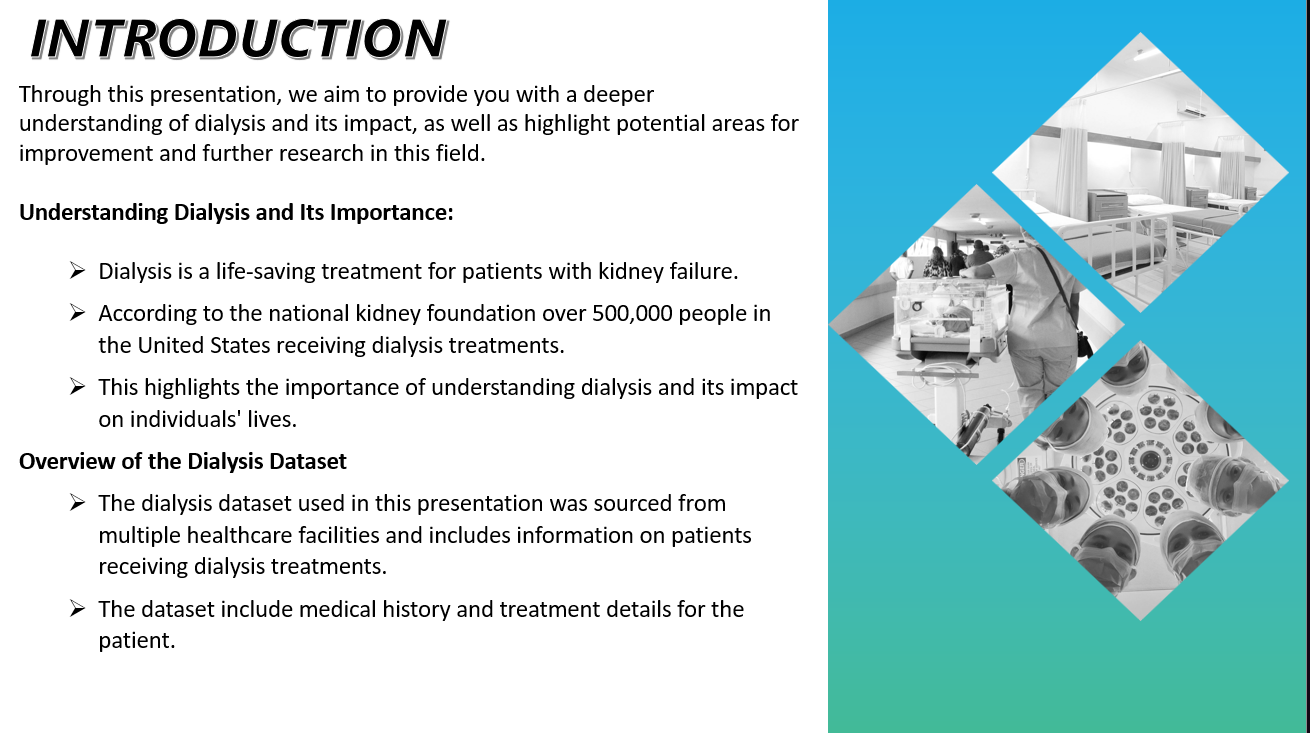 INTRODUCTION
Through this presentation, we aim to provide you with a deeper
understanding of dialysis and its impact, as well as highlight potential areas for
improvement and further research in this field.
Understanding Dialysis and Its Importance:
➢ Dialysis is a life-saving treatment for patients with kidney failure.
➢ According to the national kidney foundation over 500,000 people in
the United States receiving dialysis treatments.
➢ This highlights the importance of understanding dialysis and its impact
on individuals' lives.
Overview of the Dialysis Dataset
➢ The dialysis dataset used in this presentation was sourced from
multiple healthcare facilities and includes information on patients
receiving dialysis treatments.
➢ The dataset include medical history and treatment details for the
patient.